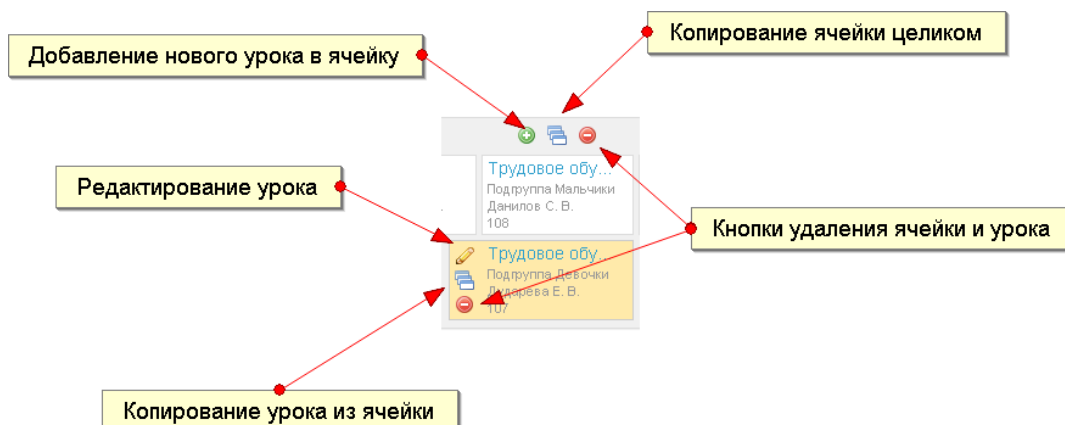 Копирование ячейки целиком
Добавление нового урока в ячейку
Трудовое обу...
Подгруппа Мальчики
Данилов С. В.
108
Редактирование урока
Кнопки удаления ячейки и урока
Трудовое обу...
Подгруппа Девочки
Дударева Е. В.
107
Копирование урока из ячейки